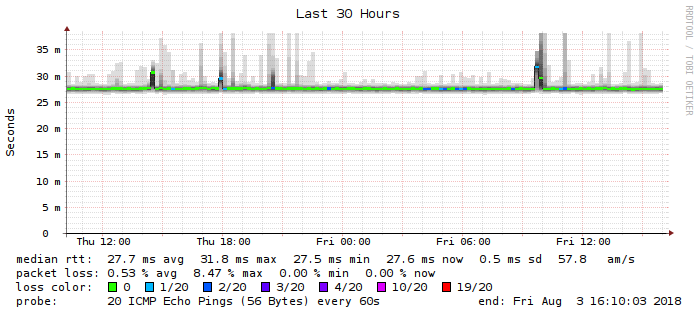 Last 30 Hours
RRDTOOL / TOBI OETIKER
Seconds
35 m
30 m
25 m
20 m
15 m
10 m
5 m
0
Thu 12:00 Thu 18:00 Fri 00:00 Fri 06:00 Fri 12:00
median rtt: 27.7 ms avg 31.8 ms max 27.5 ms min 27.6 ms now 0.5 ms sd 57.8 am/s
packet loss: 0.53 % avg 8.47 % max 0.00 % min 0.00 % now
loss color: 0 1/20 2/20 3/20 4/20 10/20 19/20
probe: 20 ICMP Echo Pings (56 Bytes) every 60s end: Fri Aug 3 16:10:03 2018